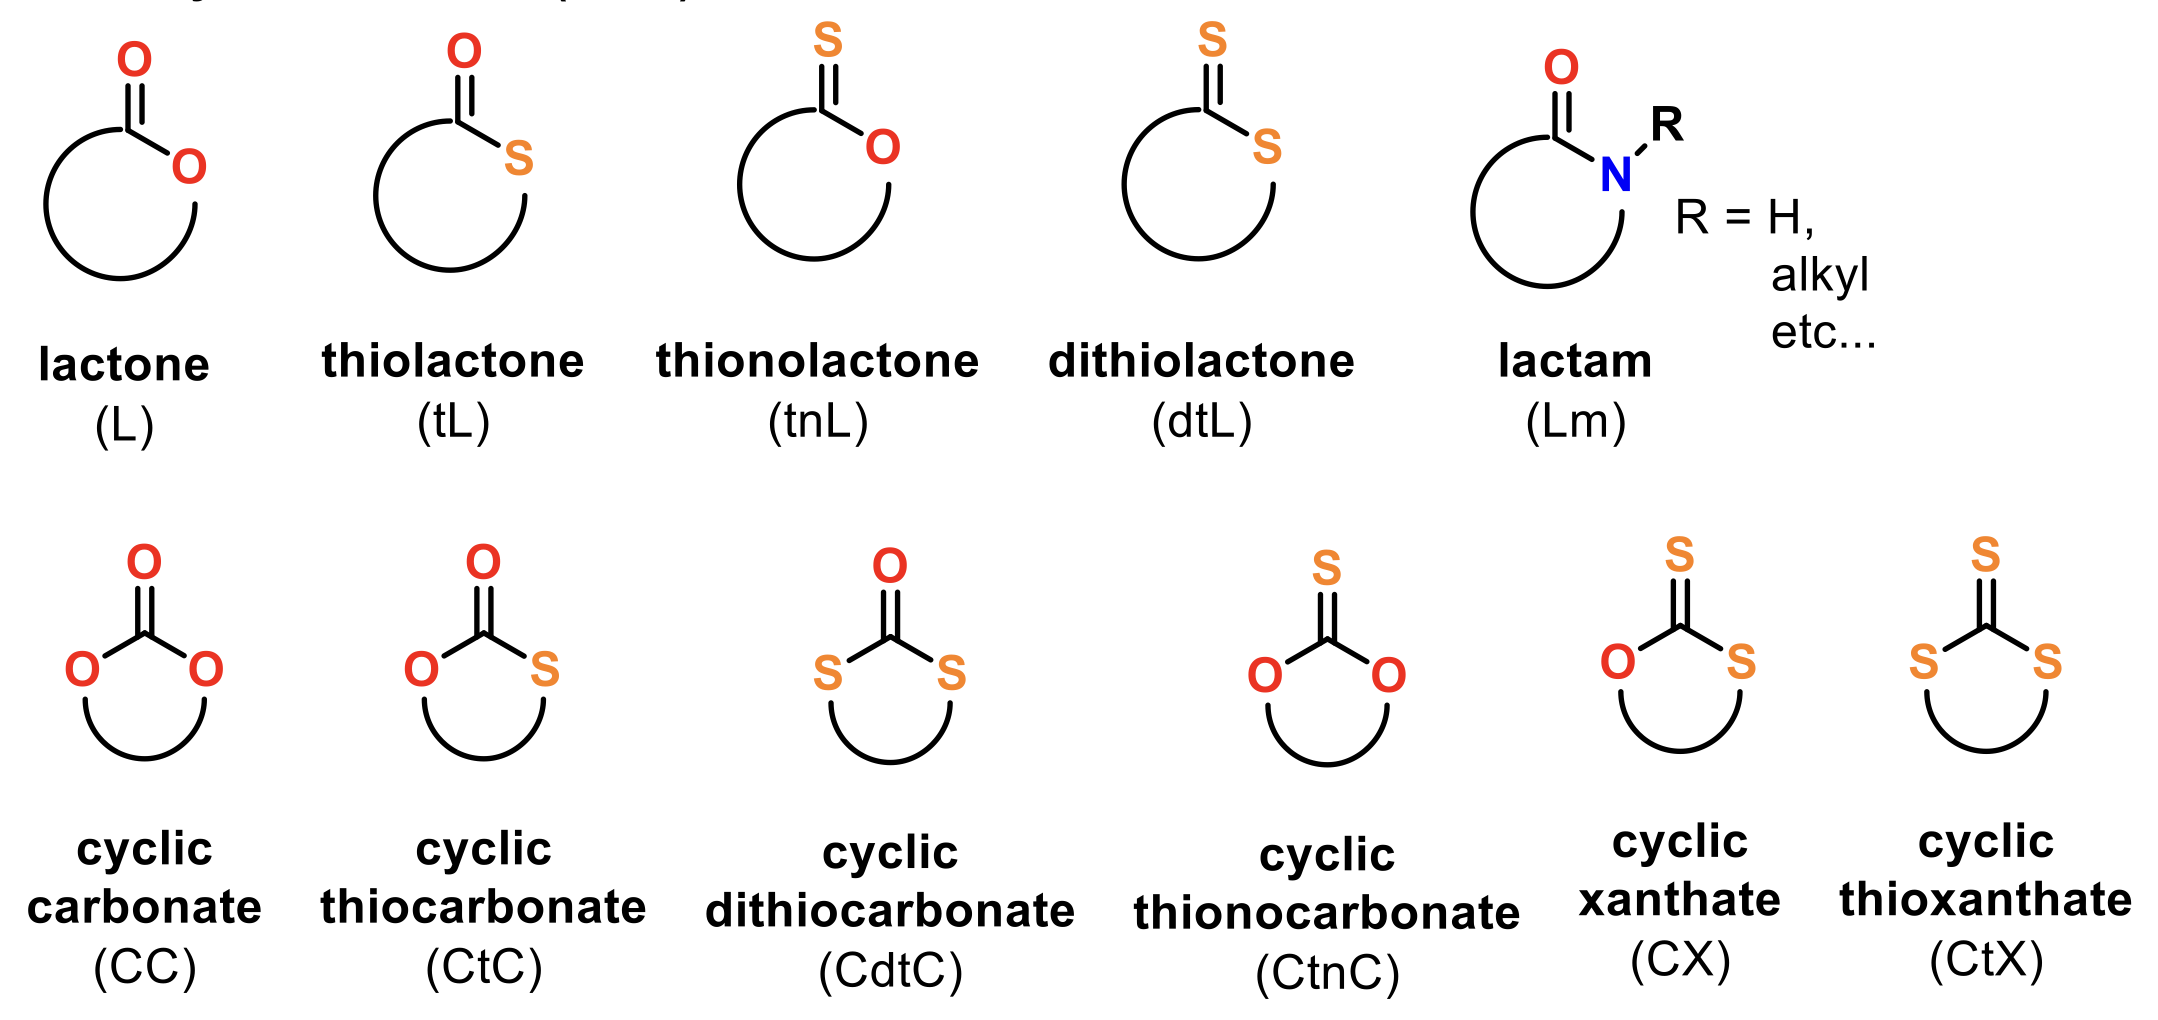 O O S S O
O S O S N R
R = H,
alkyl
etc...
lactone thiolactone thionolactone dithiolactone lactam
(L) (tL) (tnL) (dtL) (Lm)
O O O S S S
O O O S S S O O O S S S
cyclic cyclic cyclic cyclic cyclic cyclic
carbonate thiocarbonate dithiocarbonate thionocarbonate xanthate thioxanthate
(CC) (CtC) (CdtC) (CtnC) (CX) (CtX)